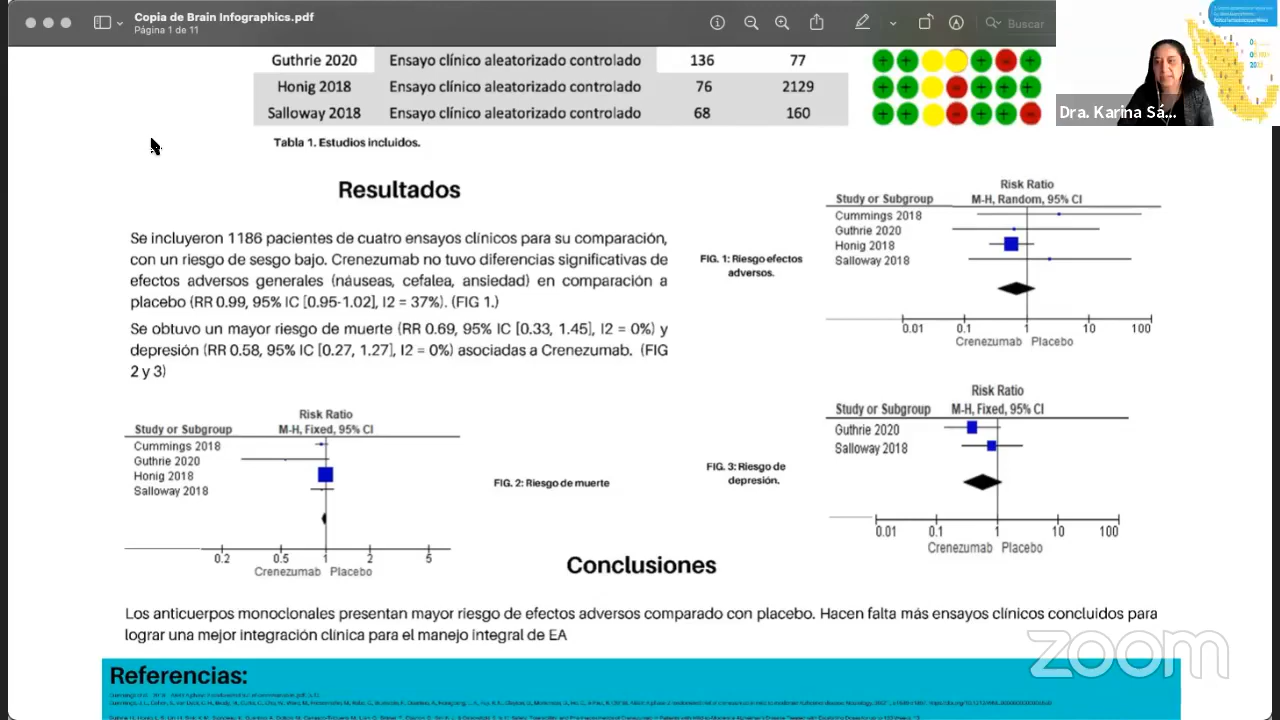 Copia de Brain Infographics.pdf
Página 1 de 11
Buscar
Dra. Karina Sá...
Guthrie 2020 Ensayo clínico aleatorizado controlado 136 77
Honig 2018 Ensayo clínico aleatorizado controlado 76 2129
Salloway 2018 Ensayo clínico aleatorizado controlado 68 160
Tabla 1. Estudios incluidos.
Resultados
Se incluyeron 1186 pacientes de cuatro ensayos clínicos para su comparación,
con un riesgo de sesgo bajo. Crenezumab no tuvo diferencias significativas de
efectos adversos generales (náuseas, cefalea, ansiedad) en comparación a
placebo (RR 0.99, 95% IC [0.95-1.02], I2 = 37%). (FIG 1.)
Se obtuvo un mayor riesgo de muerte (RR 0.69, 95% IC [0.33, 1.45], I2 = 0%) y
depresión (RR 0.58, 95% IC [0.27, 1.27], I2 = 0%) asociadas a Crenezumab. (FIG
2 y 3)
Risk Ratio
Study or Subgroup M-H, Random, 95% CI
Cummings 2018
Guthrie 2020
Honig 2018
Salloway 2018
0.01 0.1 1 10 100
Crenezumab Placebo
FIG. 1: Riesgo efectos
adversos.
Risk Ratio
Study or Subgroup M-H, Fixed, 95% CI
Cummings 2018
Guthrie 2020
Honig 2018
Salloway 2018
0.2 0.5 1 2 5
Crenezumab Placebo
FIG. 2: Riesgo de muerte
Risk Ratio
Study or Subgroup M-H, Fixed, 95% CI
Guthrie 2020
Salloway 2018
0.01 0.1 1 10 100
Crenezumab Placebo
FIG. 3: Riesgo de
depresión.
Conclusiones
Los anticuerpos monoclonales presentan mayor riesgo de efectos adversos comparado con placebo. Hacen falta más ensayos clínicos concluidos para
lograr una mejor integración clínica para el manejo integral de EA
zoom
Referencias: